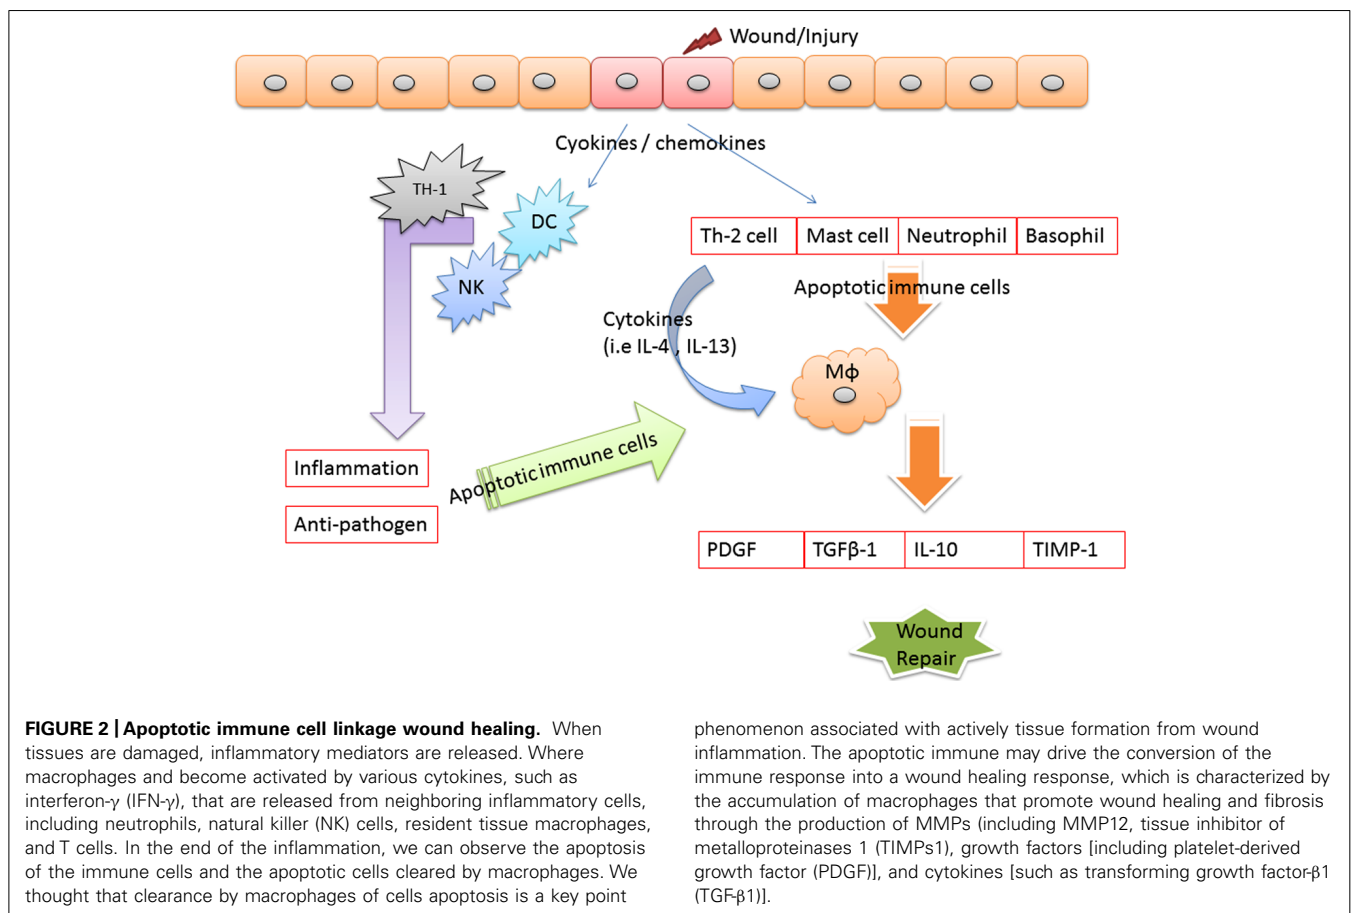 Wound/Injury
Cyokines / chemokines
TH-1
DC
NK
Th-2 cell
Mast cell
Neutrophil
Basophil
Apoptotic immune cells
Cytokines
(i.e IL-4 , IL-13)
Mϕ
Inflammation
Anti-pathogen
Apoptotic immune cells
PDGF
TGFβ-1
IL-10
TIMP-1
Wound
Repair
FIGURE 2 | Apoptotic immune cell linkage wound healing. When
tissues are damaged, inflammatory mediators are released. Where
macrophages and become activated by various cytokines, such as
interferon-γ (IFN-γ), that are released from neighboring inflammatory cells,
including neutrophils, natural killer (NK) cells, resident tissue macrophages,
and T cells. In the end of the inflammation, we can observe the apoptosis
of the immune cells and the apoptotic cells cleared by macrophages. We
thought that clearance by macrophages of cells apoptosis is a key point
phenomenon associated with actively tissue formation from wound
inflammation. The apoptotic immune may drive the conversion of the
immune response into a wound healing response, which is characterized by
the accumulation of macrophages that promote wound healing and fibrosis
through the production of MMPs (including MMP12, tissue inhibitor of
metalloproteinases 1 (TIMPs1), growth factors [including platelet-derived
growth factor (PDGF)], and cytokines [such as transforming growth factor-β1
(TGF-β1)].